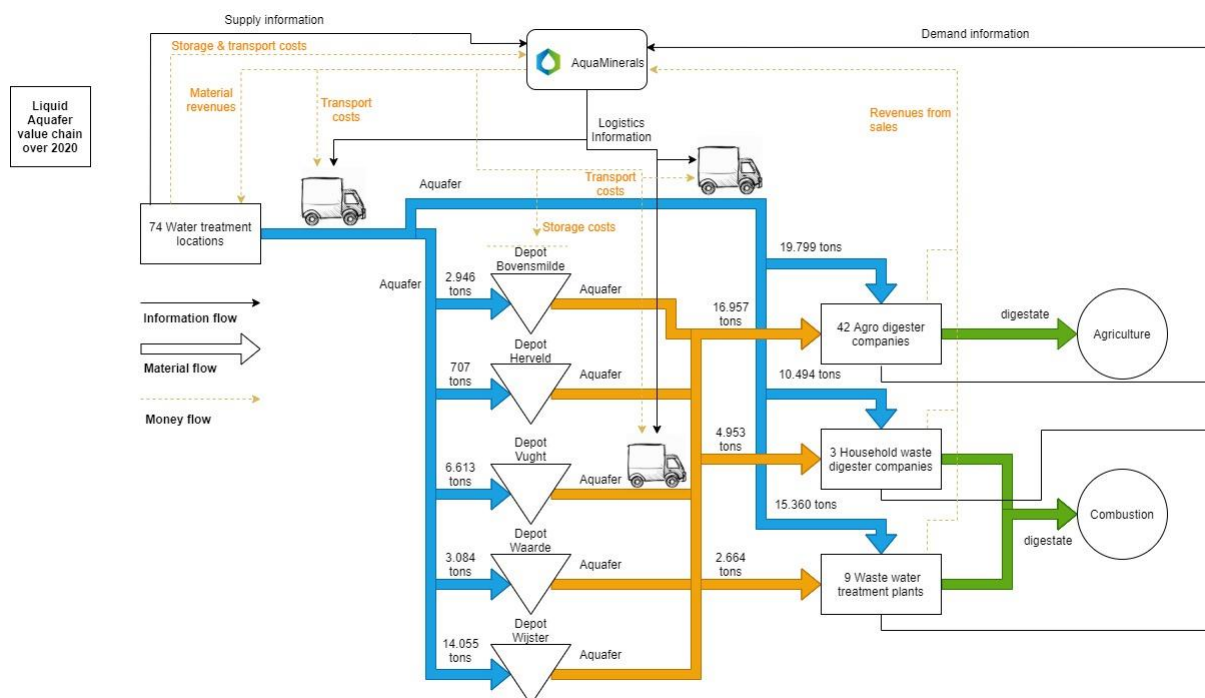 Supply information
Storage & transport costs
AquaMinerals
Demand information
Liquid
Aquafer
value chain
over 2020
Material
revenues
Transport
costs
Logistics
Information
Revenues from
sales
Transport
costs
Aquafer
74 Water treatment
locations
Storage costs
Aquafer
Depot
Bovensmilde
2.946
tons
Aquafer
16.957
tons
19.799 tons
42 Agro digester
companies
digestate
Agriculture
Information flow
Material flow
Money flow
Depot
Herveld
707
tons
Aquafer
10.494 tons
4.953
tons
3 Household waste
digester companies
Depot
Vught
6.613
tons
Aquafer
15.360 tons
Combustion
digestate
Depot
Waarde
3.084
tons
Aquafer
2.664
tons
9 Waste water
treatment plants
Depot
Wijster
14.055
tons
Aquafer